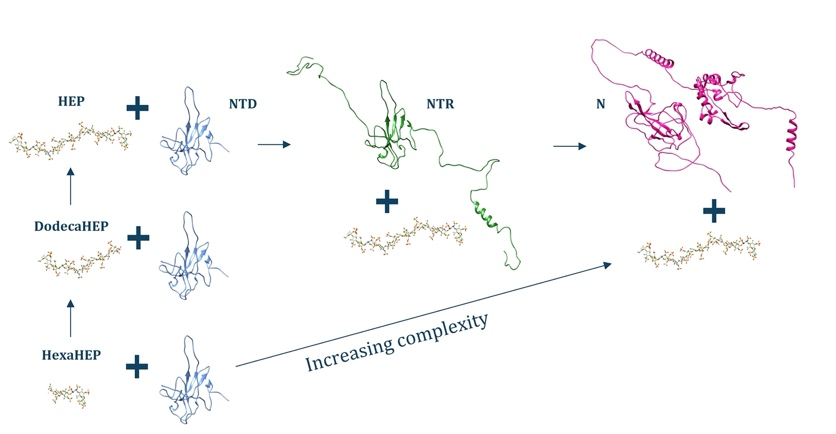 HEP
NTD
NTR
N
DodecaHEP
HexaHEP
Increasing complexity